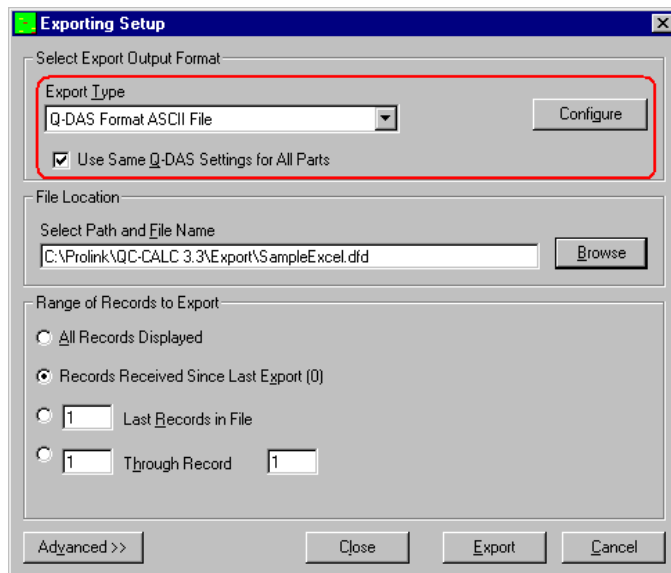 Exporting Setup
Select Export Output Format
Export Type
Q-DAS Format ASCII File
Configure
Use Same Q-DAS Settings for All Parts
File Location
Select Path and File Name
C:\Prolink\QC-CALC 3.3\Export\SampleExcel.dfd
Browse
Range of Records to Export
All Records Displayed
Records Received Since Last Export (0)
1 Last Records in File
1 Through Record 1
Advanced >> Close Export Cancel